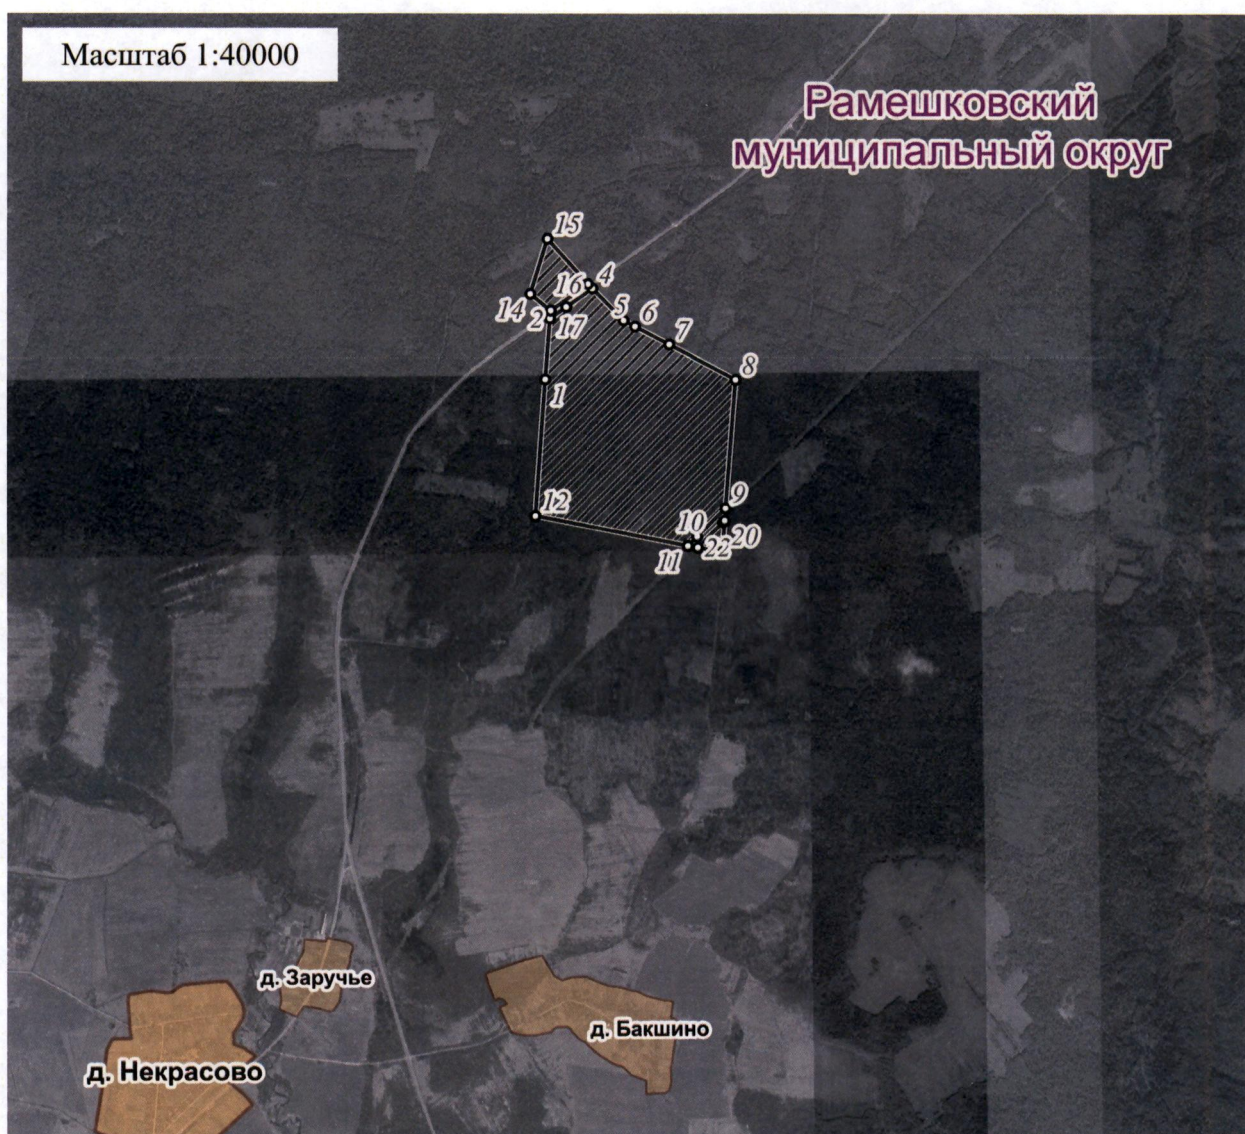 Масштаб 1:40000
Рамешковский
муниципальный округ
15
16 4
14 2 17 5 6
7
8
1
12
9
10
20
11 22
д. Заручье
д. Бакшино
д. Некрасово